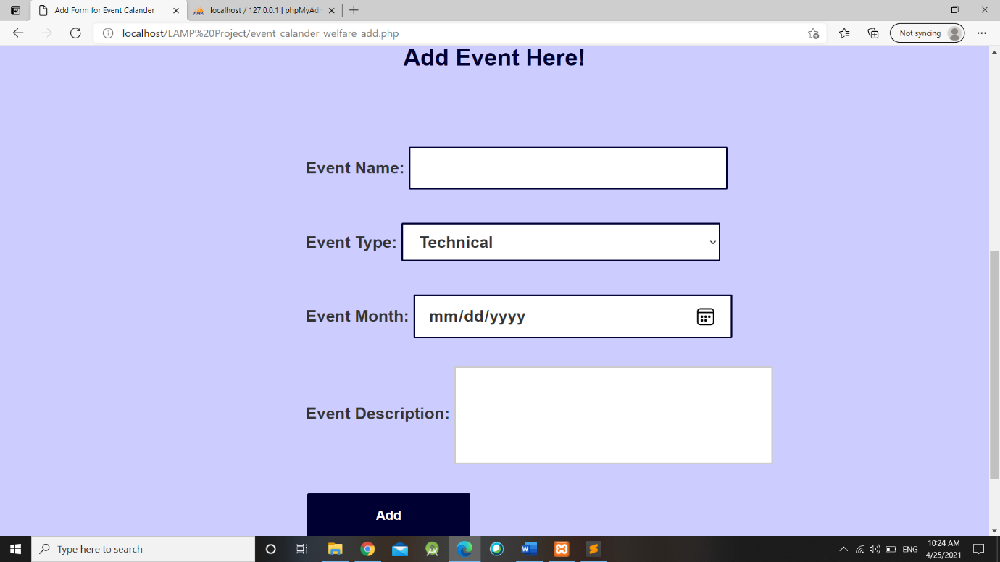 Add Form for Event Calander
localhost / 127.0.0.1 | phpMyAdm
localhost/LAMP%20Project/event_calander_welfare_add.php
Not syncing
Add Event Here!
Event Name:
Event Type: Technical
Event Month: mm/dd/yyyy
Event Description:
Add
Type here to search
ENG
10:24 AM
4/25/2021